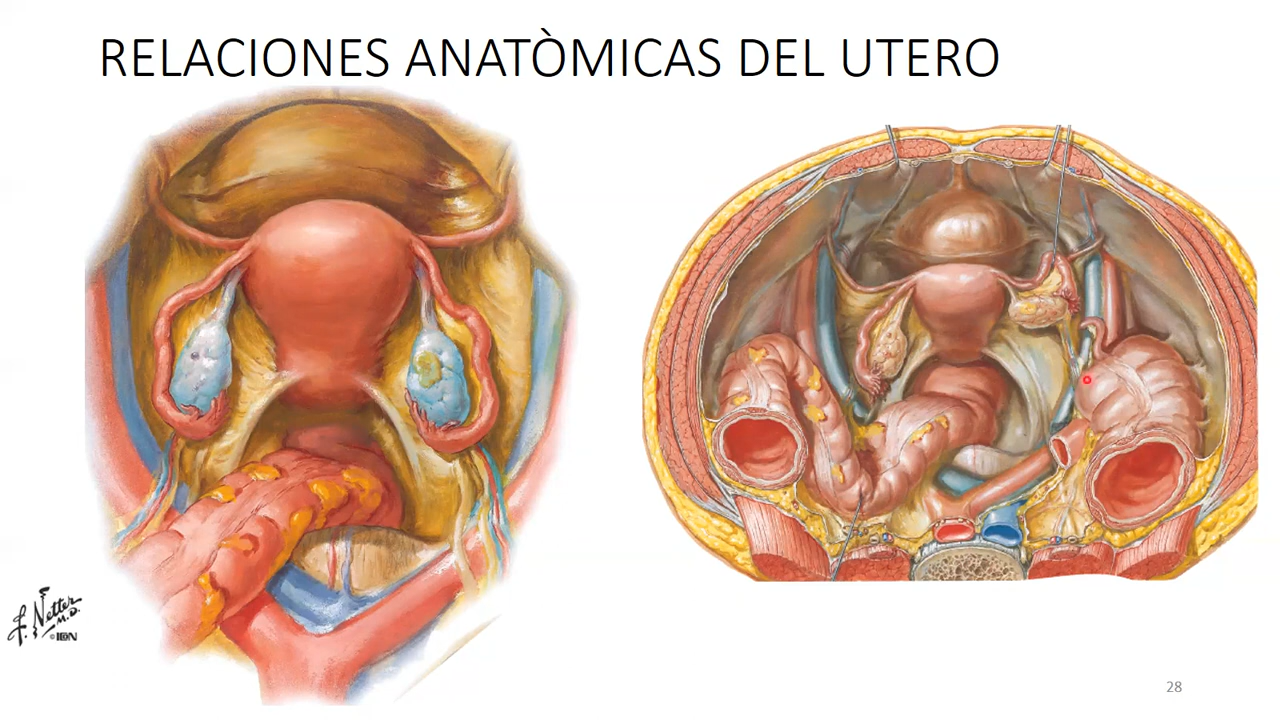 RELACIONES ANATÒMICAS DEL UTERO
F. Netter
M.D.
© ICON
28